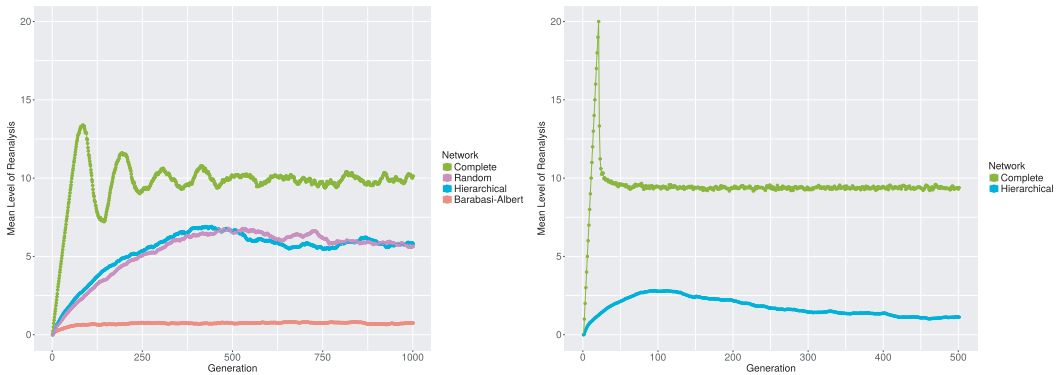 20
15
10
5
0
Mean Level of Reanalysis
0 250 500 750 1000
Generation
Network
Complete
Random
Hierarchical
Barabasi-Albert
20
15
10
5
0
Mean Level of Reanalysis
0 100 200 300 400 500
Generation
Network
Complete
Hierarchical